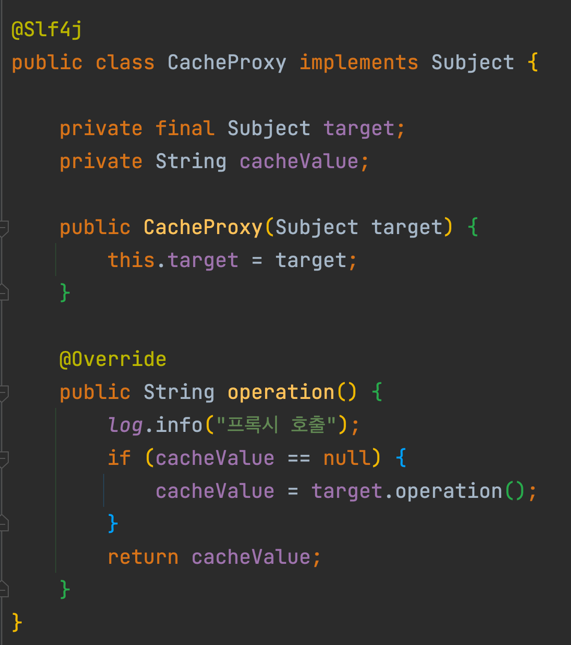 @Slf4j
public class CacheProxy implements Subject {
    private final Subject target;
    private String cacheValue;
    public CacheProxy(Subject target) {
        this.target = target;
    }
    @Override
    public String operation() {
        log.info("프록시 호출");
        if (cacheValue == null) {
            cacheValue = target.operation();
        }
        return cacheValue;
    }
}